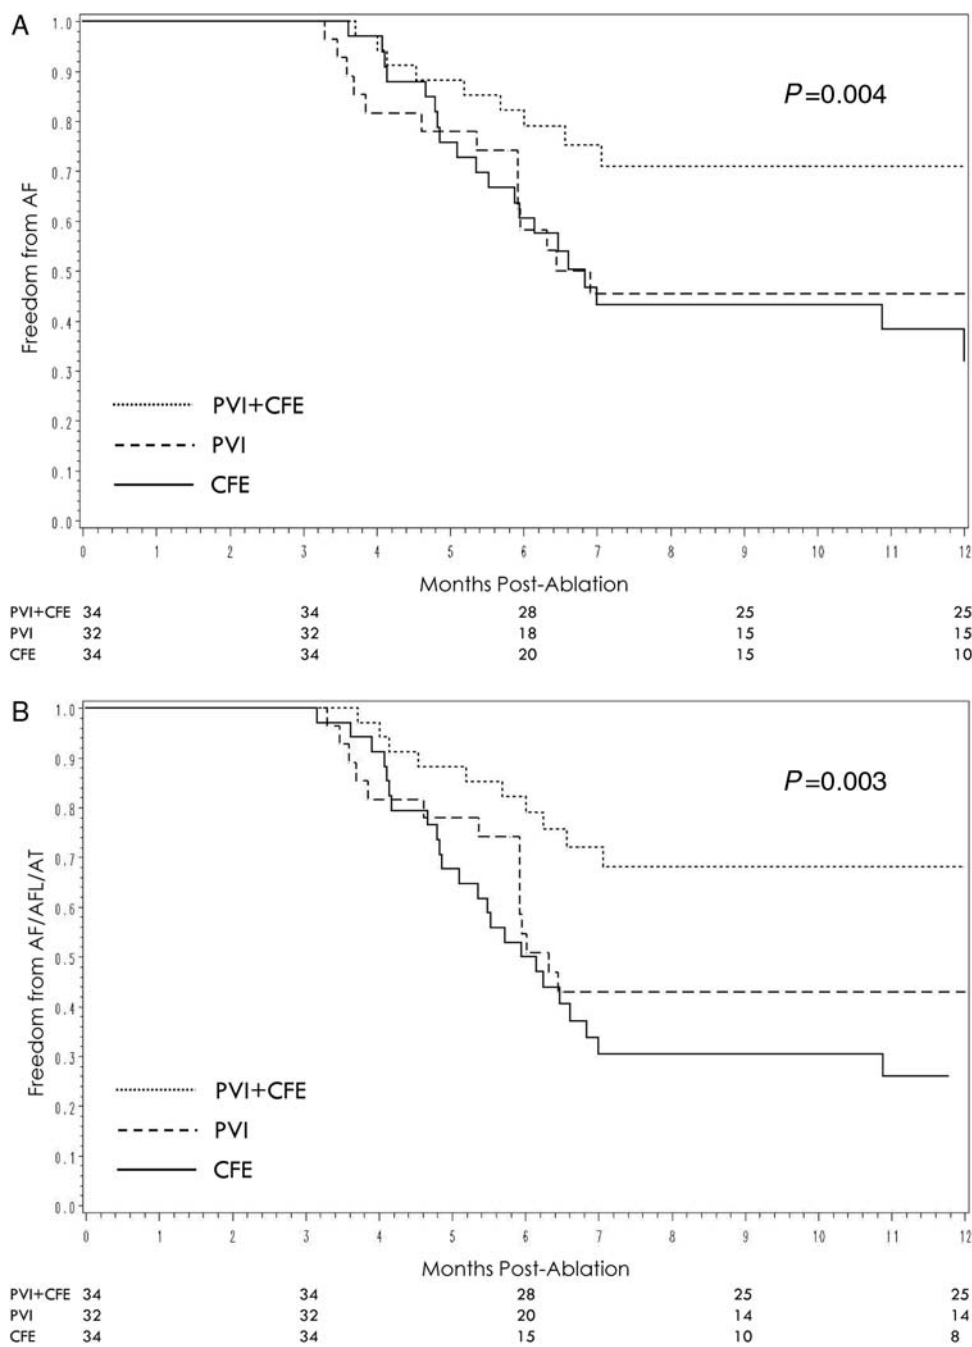 A
P=0.004
Freedom from AF
1.0
0.9
0.8
0.7
0.6
0.5
0.4
0.3
0.2
0.1
0.0
PVI+CFE
PVI
CFE
0 1 2 3 4 5 6 7 8 9 10 11 12
Months Post-Ablation
PVI+CFE 34 34 28 25 25
PVI 32 32 18 15 15
CFE 34 34 20 15 10
B
P=0.003
Freedom from AF/AFL/AT
1.0
0.9
0.8
0.7
0.6
0.5
0.4
0.3
0.2
0.1
0.0
PVI+CFE
PVI
CFE
0 1 2 3 4 5 6 7 8 9 10 11 12
Months Post-Ablation
PVI+CFE 34 34 28 25 25
PVI 32 32 20 14 14
CFE 34 34 15 10 8